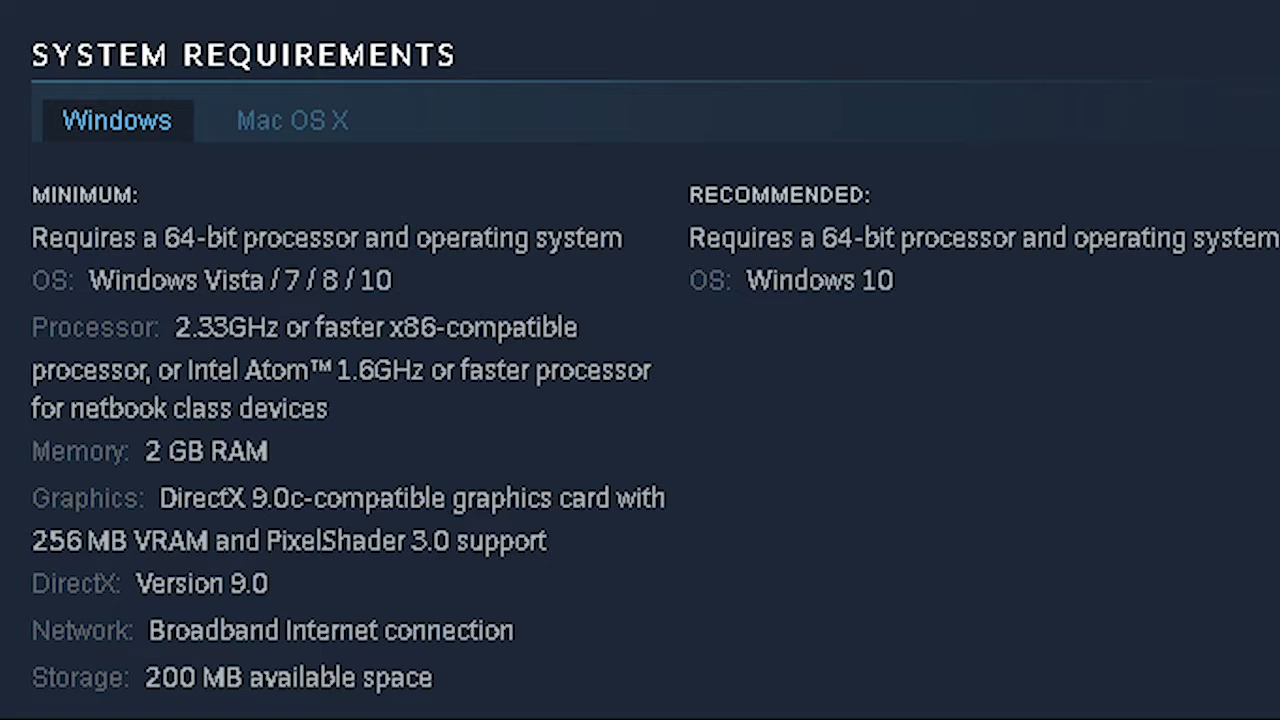 SYSTEM REQUIREMENTS
Windows
Mac OS X
MINIMUM:
Requires a 64-bit processor and operating system
OS: Windows Vista / 7 / 8 / 10
Processor: 2.33GHz or faster x86-compatible
processor, or Intel Atom™ 1.6GHz or faster processor
for netbook class devices
Memory: 2 GB RAM
Graphics: DirectX 9.0c-compatible graphics card with
256 MB VRAM and PixelShader 3.0 support
DirectX: Version 9.0
Network: Broadband Internet connection
Storage: 200 MB available space
RECOMMENDED:
Requires a 64-bit processor and operating system
OS: Windows 10